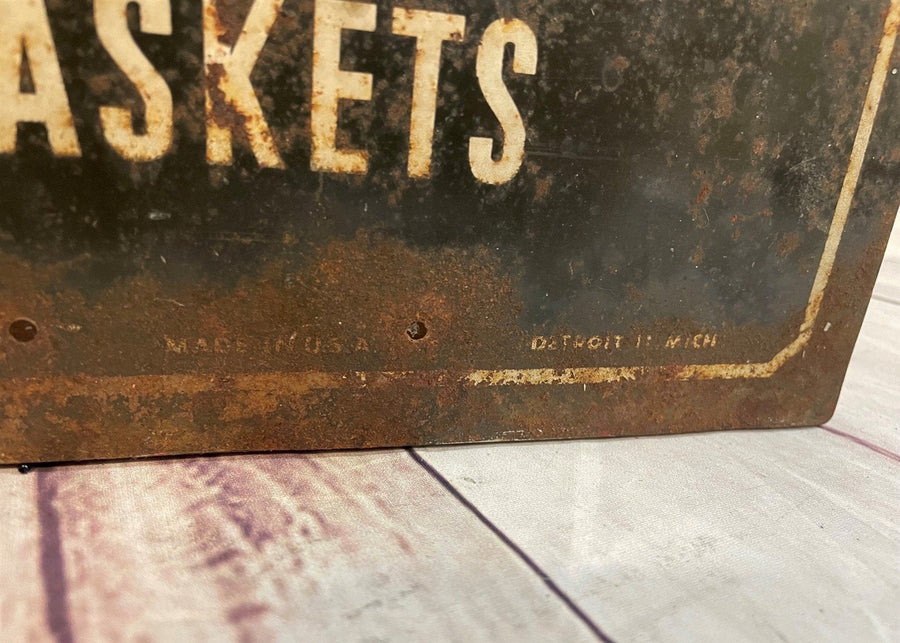 ASKETS
MADE IN U.S.A. DETROIT 11 MICH